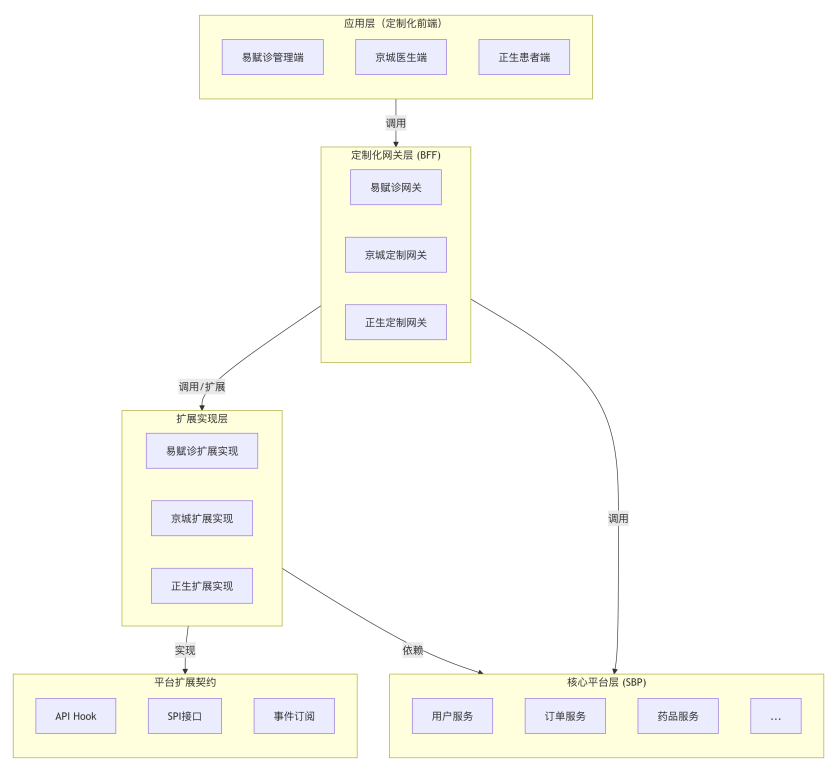 应用层（定制化前端）
易赋诊管理端
京城医生端
正生患者端
调用
定制化网关层 (BFF)
易赋诊网关
京城定制网关
正生定制网关
调用/扩展
扩展实现层
易赋诊扩展实现
京城扩展实现
正生扩展实现
调用
实现
依赖
平台扩展契约
API Hook
SPI接口
事件订阅
核心平台层 (SBP)
用户服务
订单服务
药品服务
...